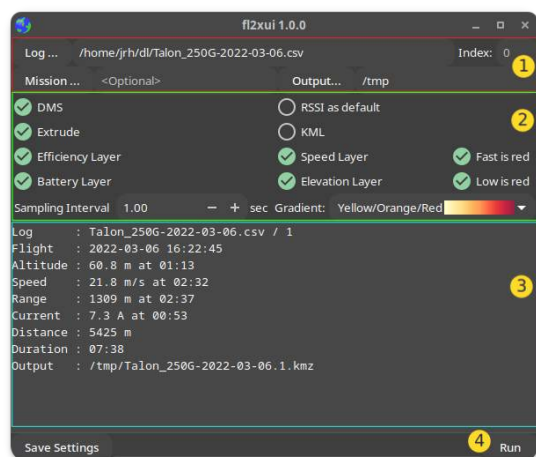 fl2xui 1.0.0
Log ... /home/jrh/dl/Talon_250G-2022-03-06.csv Index: 0
1
Mission ... <Optional> Output... /tmp
DMS RSSI as default
2
Extrude KML
Efficiency Layer Speed Layer Fast is red
Battery Layer Elevation Layer Low is red
Sampling Interval 1.00 − + sec Gradient: Yellow/Orange/Red
Log : Talon_250G-2022-03-06.csv / 1
Flight : 2022-03-06 16:22:45
Altitude : 60.8 m at 01:13
Speed : 21.8 m/s at 02:32
3
Range : 1309 m at 02:37
Current : 7.3 A at 00:53
Distance : 5425 m
Duration : 07:38
Output : /tmp/Talon_250G-2022-03-06.1.kmz
Save Settings 4 Run